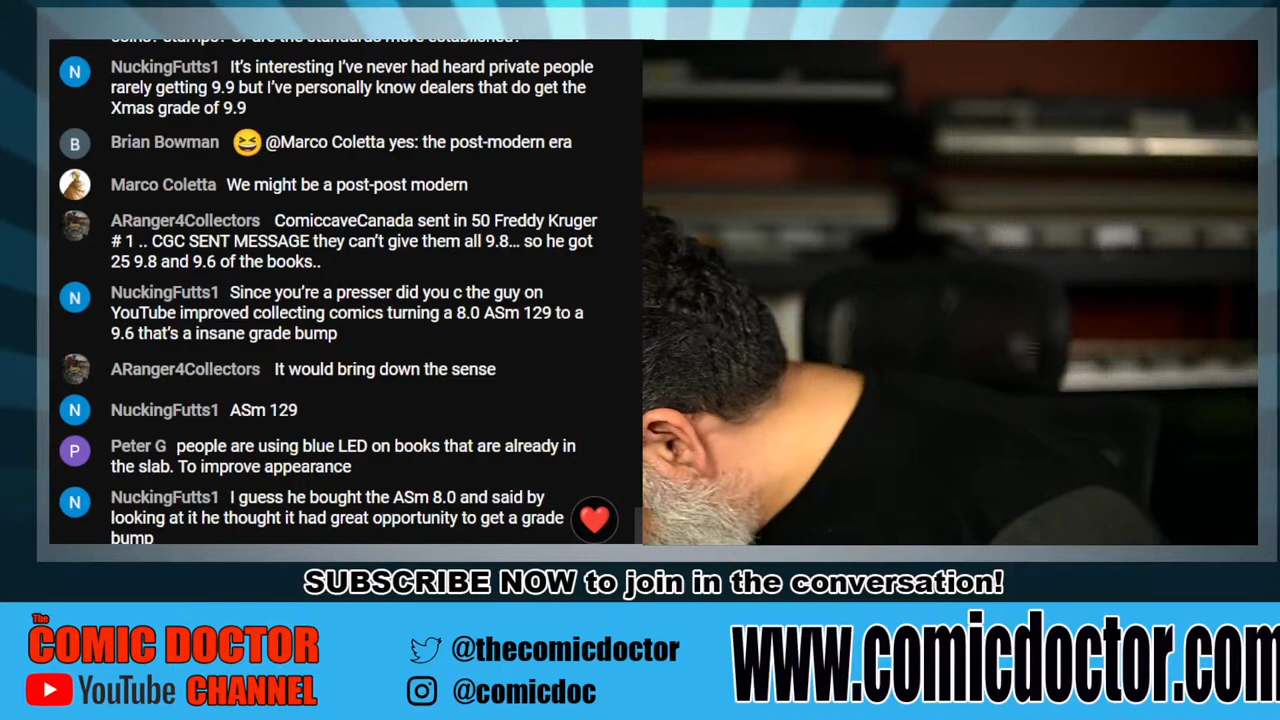 NuckingFutts1 It's interesting I've never had heard private people
rarely getting 9.9 but I've personally know dealers that do get the
Xmas grade of 9.9
B Brian Bowman 😆 @Marco Coletta yes: the post-modern era
Marco Coletta We might be a post-post modern
ARanger4Collectors ComiccaveCanada sent in 50 Freddy Kruger
# 1 .. CGC SENT MESSAGE they can't give them all 9.8... so he got
25 9.8 and 9.6 of the books..
N NuckingFutts1 Since you're a presser did you c the guy on
YouTube improved collecting comics turning a 8.0 ASm 129 to a
9.6 that's a insane grade bump
ARanger4Collectors It would bring down the sense
N NuckingFutts1 ASm 129
P Peter G people are using blue LED on books that are already in
the slab. To improve appearance
N NuckingFutts1 I guess he bought the ASm 8.0 and said by
looking at it he thought it had great opportunity to get a grade
bump
SUBSCRIBE NOW to join in the conversation!
The
COMIC DOCTOR
YouTube CHANNEL
@thecomicdoctor
@comicdoc
www.comicdoctor.com